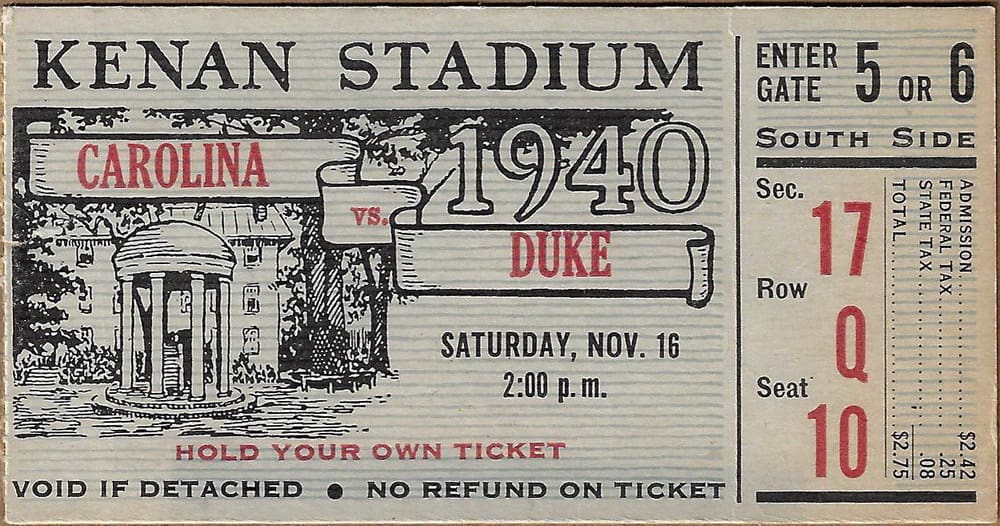 KENAN STADIUM
CAROLINA
vs.
1940
DUKE
SATURDAY, NOV. 16
2:00 p. m.
HOLD YOUR OWN TICKET
VOID IF DETACHED ● NO REFUND ON TICKET
ENTER GATE 5 OR 6
SOUTH SIDE
Sec. 17
Row Q
Seat 10
ADMISSION $2.42
FEDERAL TAX .25
STATE TAX .08
TOTAL $2.75